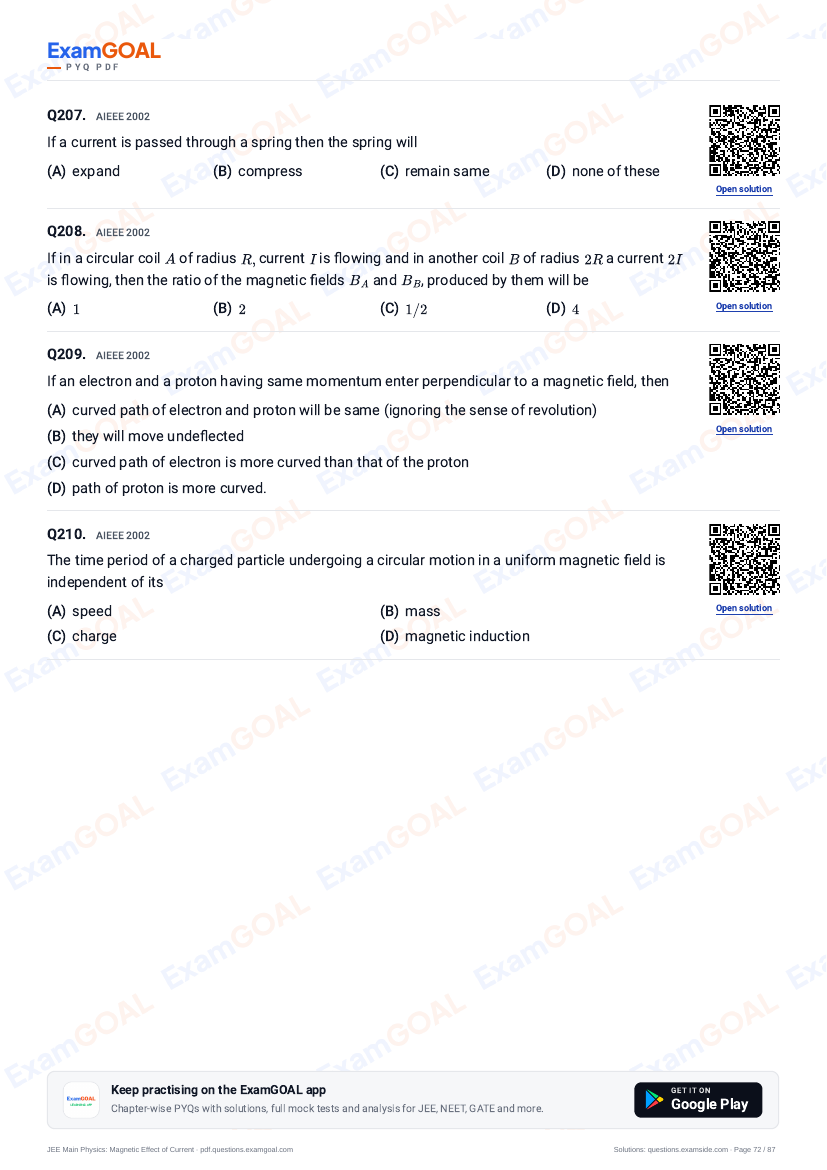 ExamGOAL
PYQ PDF
Q207. AIEEE 2002
If a current is passed through a spring then the spring will
(A) expand (B) compress (C) remain same (D) none of these
Open solution
Q208. AIEEE 2002
If in a circular coil A of radius R, current I is flowing and in another coil B of radius 2R a current 2I
is flowing, then the ratio of the magnetic fields B_A and B_B, produced by them will be
(A) 1 (B) 2 (C) 1/2 (D) 4
Open solution
Q209. AIEEE 2002
If an electron and a proton having same momentum enter perpendicular to a magnetic field, then
(A) curved path of electron and proton will be same (ignoring the sense of revolution)
(B) they will move undeflected
(C) curved path of electron is more curved than that of the proton
(D) path of proton is more curved.
Open solution
Q210. AIEEE 2002
The time period of a charged particle undergoing a circular motion in a uniform magnetic field is
independent of its
(A) speed (B) mass
(C) charge (D) magnetic induction
Open solution
Keep practising on the ExamGOAL app
Chapter-wise PYQs with solutions, full mock tests and analysis for JEE, NEET, GATE and more.
ExamGOAL
GET IT ON
Google Play
JEE Main Physics: Magnetic Effect of Current · pdf.questions.examgoal.com
Solutions: questions.examside.com · Page 72 / 87